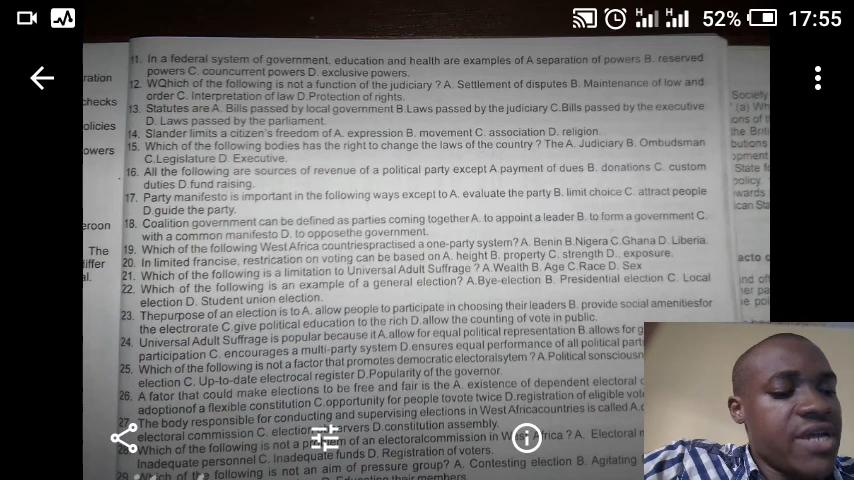 H H 52% 17:55
11. In a federal system of government, education and health are examples of A separation of powers B. reserved
powers C. councurrent powers D. exclusive powers.
12. WQhich of the following is not a function of the judiciary ? A. Settlement of disputes B. Maintenance of low and
order C. Interpretation of law D.Protection of rights.
13. Statutes are A. Bills passed by local government B.Laws passed by the judiciary C.Bills passed by the executive
D. Laws passed by the parliament.
14. Slander limits a citizen's freedom of A. expression B. movement C. association D. religion.
15. Which of the following bodies has the right to change the laws of the country ? The A. Judiciary B. Ombudsman
C.Legislature D. Executive.
16. All the following are sources of revenue of a political party except A.payment of dues B. donations C. custom
duties D.fund raising.
17. Party manifesto is important in the following ways except to A. evaluate the party B. limit choice C. attract people
D.guide the party.
18. Coalition government can be defined as parties coming together A. to appoint a leader B. to form a government C.
with a common manifesto D. to opposethe government.
19. Which of the following West Africa countriespractised a one-party system? A. Benin B.Nigera C.Ghana D. Liberia.
20. In limited francise, restrication on voting can be based on A. height B. property C. strength D.. exposure.
21. Which of the following is a limitation to Universal Adult Suffrage ? A.Wealth B. Age C.Race D. Sex
22. Which of the following is an example of a general election? A.Bye-election B. Presidential election C. Local
election D. Student union election.
23. Thepurpose of an election is to A. allow people to participate in choosing their leaders B. provide social amenitiesfor
the electrorate C.give political education to the rich D.allow the counting of vote in public.
24. Universal Adult Suffrage is popular because it A.allow for equal political representation B.allows for
participation C. encourages a multi-party system D.ensures equal performance of all political
25. Which of the following is not a factor that promotes democratic electoralsytem ? A.Political
election C. Up-to-date electrocal register D.Popularity of the governor.
26. A fator that could make elections to be free and fair is the A. existence of dependent electoral
adoptionof a flexible constitution C.opportunity for people tovote twice D.registration of eligible
27. The body responsible for conducting and supervising elections in West Africacountries is called
electoral commission C. election D.constitution assembly.
28. Which of the following is not a problem of an electoralcommission in West Africa ? A. Electoral
Inadequate personnel C. Inadequate funds D. Registration of voters.
29. Which of the following is not an aim of pressure group? A. Contesting election B. Agitating
D. Educating their members